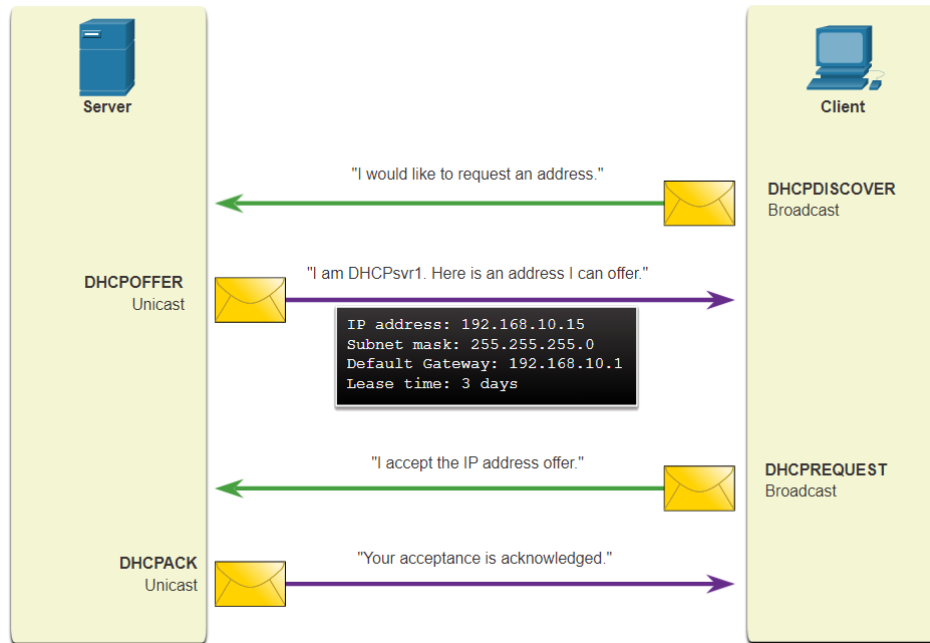 Server
Client
"I would like to request an address."
DHCPDISCOVER
Broadcast
"I am DHCPsvr1. Here is an address I can offer."
DHCPOFFER
Unicast
IP address: 192.168.10.15
Subnet mask: 255.255.255.0
Default Gateway: 192.168.10.1
Lease time: 3 days
"I accept the IP address offer."
DHCPREQUEST
Broadcast
"Your acceptance is acknowledged."
DHCPACK
Unicast